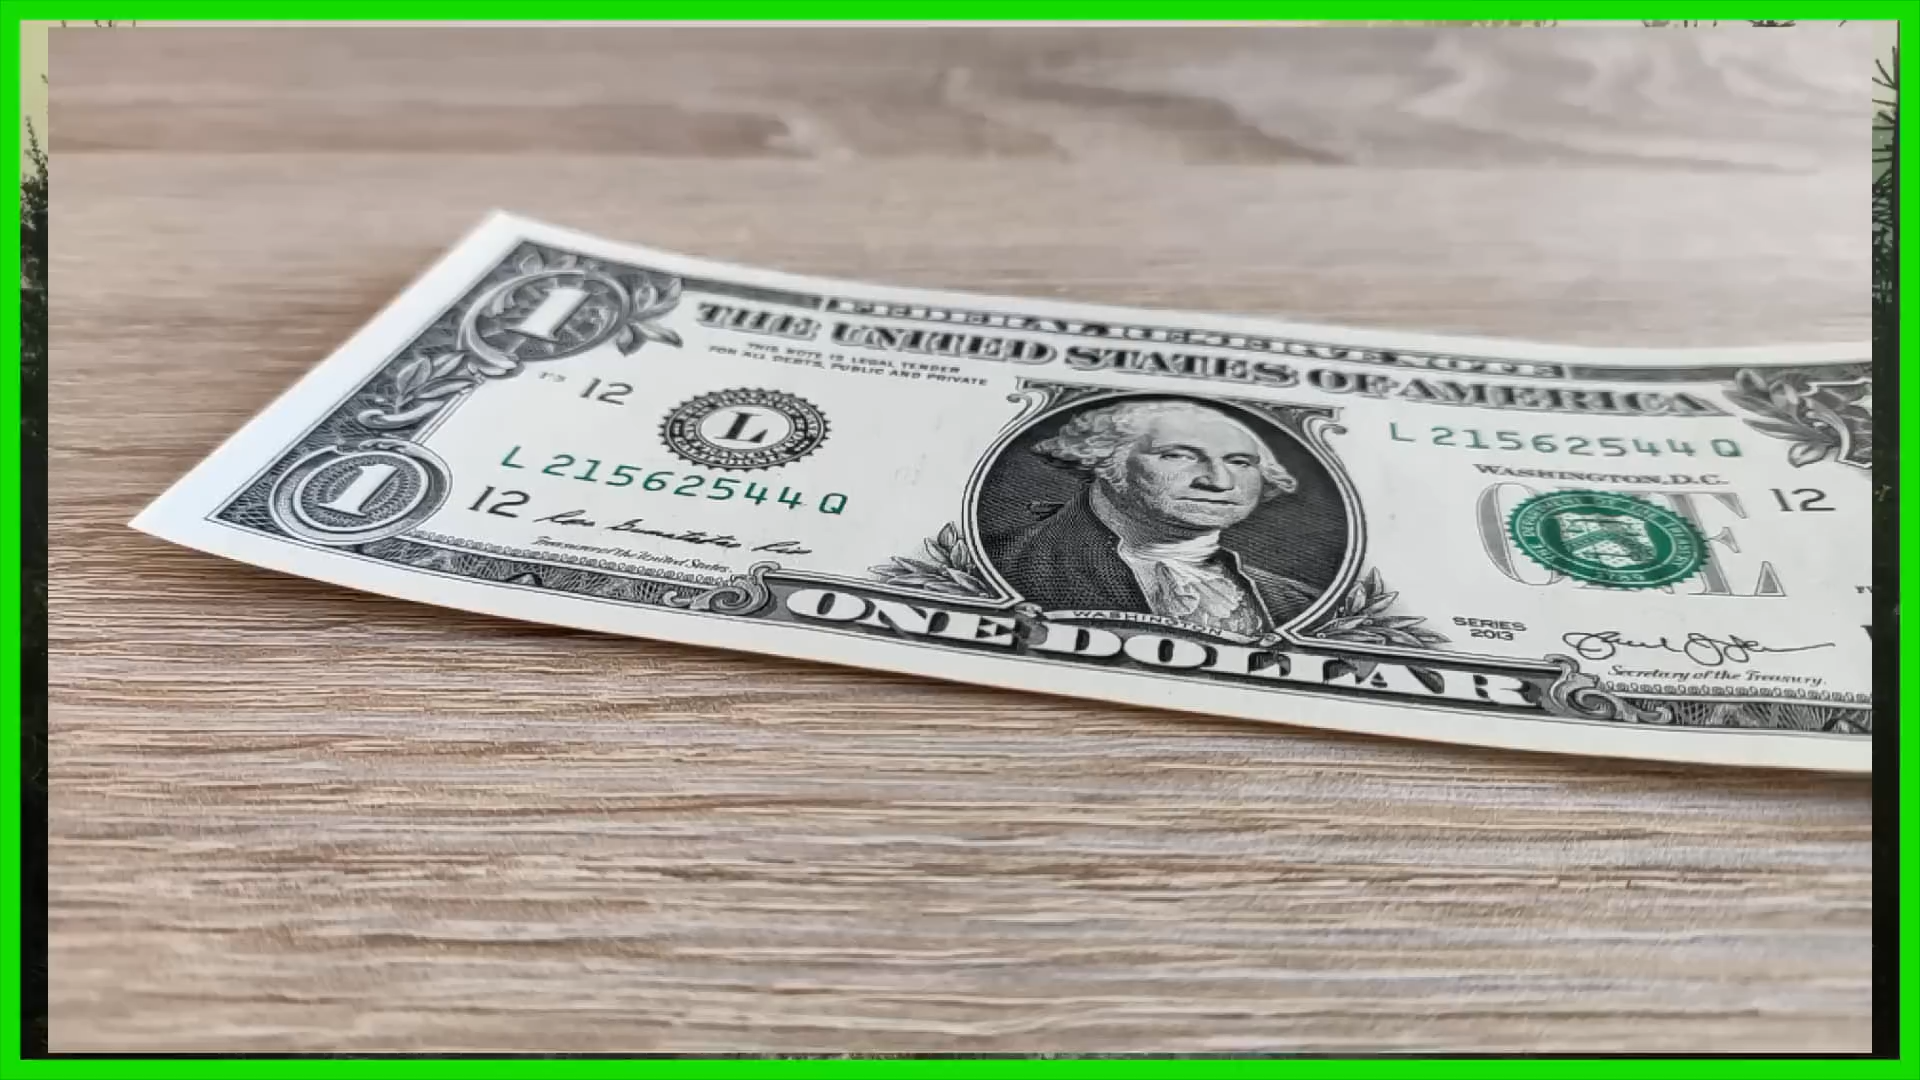 FEDERAL RESERVE NOTE
THE UNITED STATES OF AMERICA
THIS NOTE IS LEGAL TENDER
FOR ALL DEBTS, PUBLIC AND PRIVATE
1
12
L
L 21562544 Q
L 21562544 Q
WASHINGTON, D.C.
12
ONE
1
12
Treasurer of the United States.
WASHINGTON
SERIES
2013
Secretary of the Treasury.
ONE DOLLAR